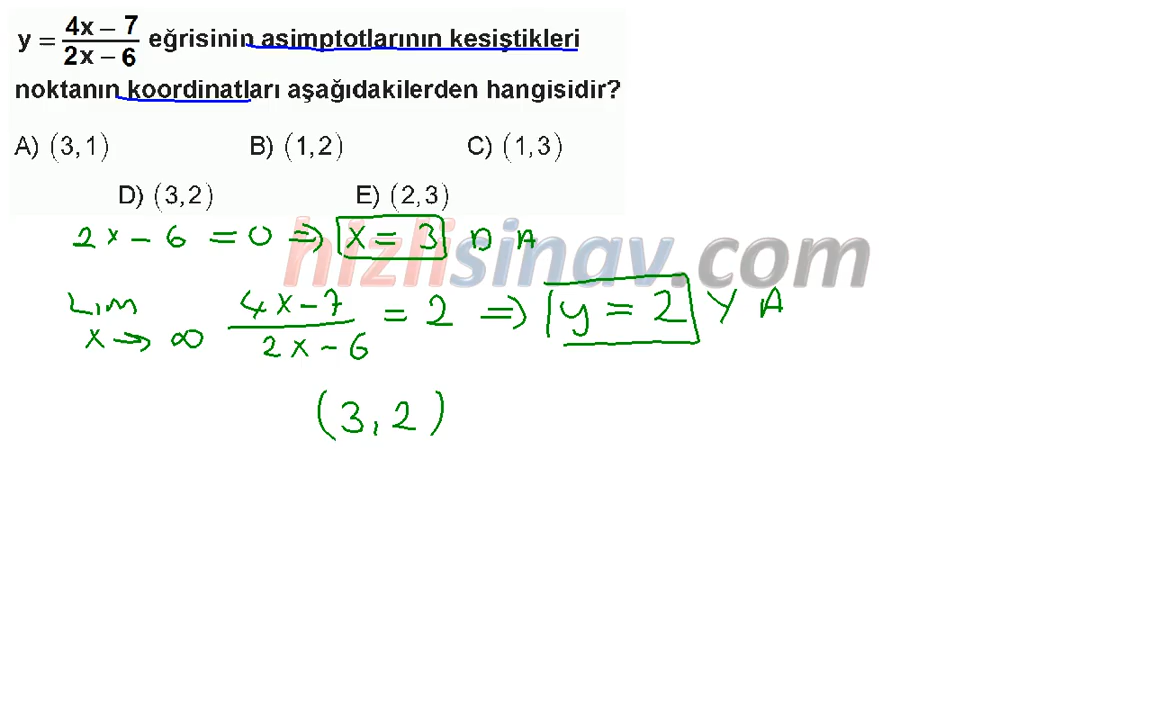 y = (4x – 7)/(2x – 6) eğrisinin asimptotlarının kesiştikleri
noktanın koordinatları aşağıdakilerden hangisidir?
A) (3,1) B) (1,2) C) (1,3)
D) (3,2) E) (2,3)
2x – 6 = 0 ⇒ x = 3 D A
Lim x → ∞ (4x – 7)/(2x – 6) = 2 ⇒ y = 2 Y A
(3, 2)
hizlisinav.com